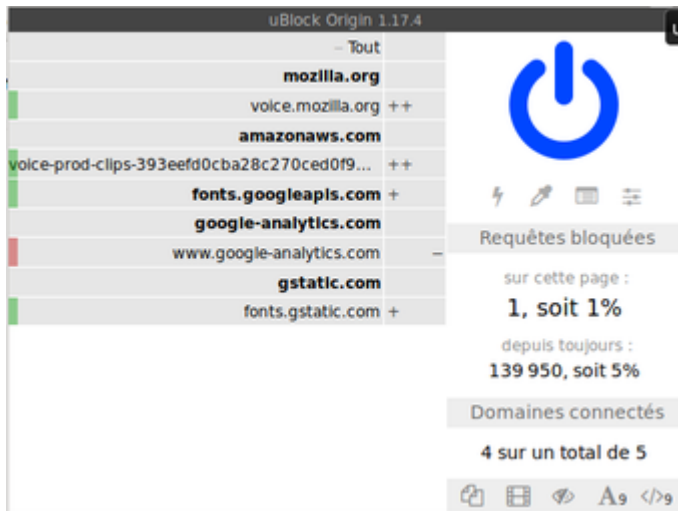 uBlock Origin 1.17.4
– Tout
mozilla.org
voice.mozilla.org ++
amazonaws.com
voice-prod-clips-393eefd0cba28c270ced0f9... ++
fonts.googleapis.com +
google-analytics.com
www.google-analytics.com –
gstatic.com
fonts.gstatic.com +
Requêtes bloquées
sur cette page :
1, soit 1%
depuis toujours :
139 950, soit 5%
Domaines connectés
4 sur un total de 5
A9 </>9